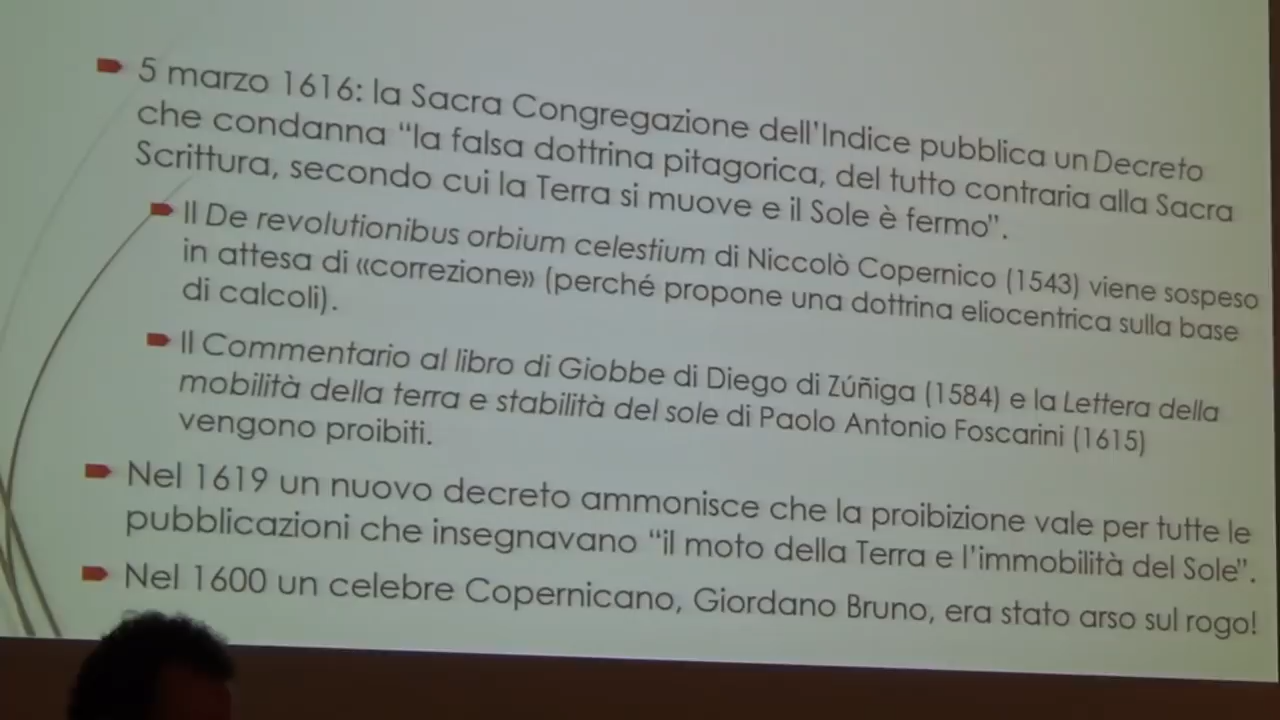 5 marzo 1616: la Sacra Congregazione dell'Indice pubblica un Decreto
che condanna "la falsa dottrina pitagorica, del tutto contraria alla Sacra
Scrittura, secondo cui la Terra si muove e il Sole è fermo".
Il De revolutionibus orbium celestium di Niccolò Copernico (1543) viene sospeso
in attesa di «correzione» (perché propone una dottrina eliocentrica sulla base
di calcoli).
Il Commentario al libro di Giobbe di Diego di Zúñiga (1584) e la Lettera della
mobilità della terra e stabilità del sole di Paolo Antonio Foscarini (1615)
vengono proibiti.
Nel 1619 un nuovo decreto ammonisce che la proibizione vale per tutte le
pubblicazioni che insegnavano "il moto della Terra e l'immobilità del Sole".
Nel 1600 un celebre Copernicano, Giordano Bruno, era stato arso sul rogo!